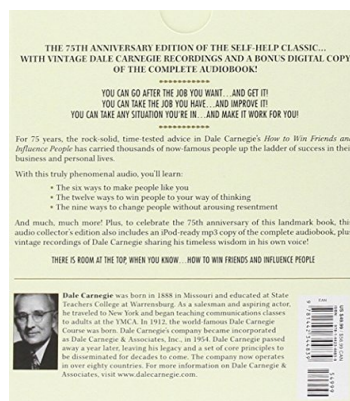 THE 75TH ANNIVERSARY EDITION OF THE SELF-HELP CLASSIC...
WITH VINTAGE DALE CARNEGIE RECORDINGS AND A BONUS DIGITAL COPY
OF THE COMPLETE AUDIOBOOK!
YOU CAN GO AFTER THE JOB YOU WANT...AND GET IT!
YOU CAN TAKE THE JOB YOU HAVE...AND IMPROVE IT!
YOU CAN TAKE ANY SITUATION YOU'RE IN...AND MAKE IT WORK FOR YOU!
For 75 years, the rock-solid, time-tested advice in Dale Carnegie's How to Win Friends and
Influence People has carried thousands of now-famous people up the ladder of success in their
business and personal lives.
With this truly phenomenal audio, you'll learn:
• The six ways to make people like you
• The twelve ways to win people to your way of thinking
• The nine ways to change people without arousing resentment
And much, much more! Plus, to celebrate the 75th anniversary of this landmark book, this
audio collector's edition also includes an iPod-ready mp3 copy of the complete audiobook, plus
vintage recordings of Dale Carnegie sharing his timeless wisdom in his own voice!
THERE IS ROOM AT THE TOP, WHEN YOU KNOW...HOW TO WIN FRIENDS AND INFLUENCE PEOPLE
Dale Carnegie was born in 1888 in Missouri and educated at State
Teachers College at Warrensburg. As a salesman and aspiring actor,
he traveled to New York and began teaching communications classes
to adults at the YMCA. In 1912, the world-famous Dale Carnegie
Course was born. Dale Carnegie's company became incorporated
as Dale Carnegie & Associates, Inc., in 1954. Dale Carnegie passed
away a year later, leaving his legacy and a set of core principles to
be disseminated for decades to come. The company now operates
in over eighty countries. For more information on Dale Carnegie &
Associates, visit www.dalecarnegie.com.
EAN
54999